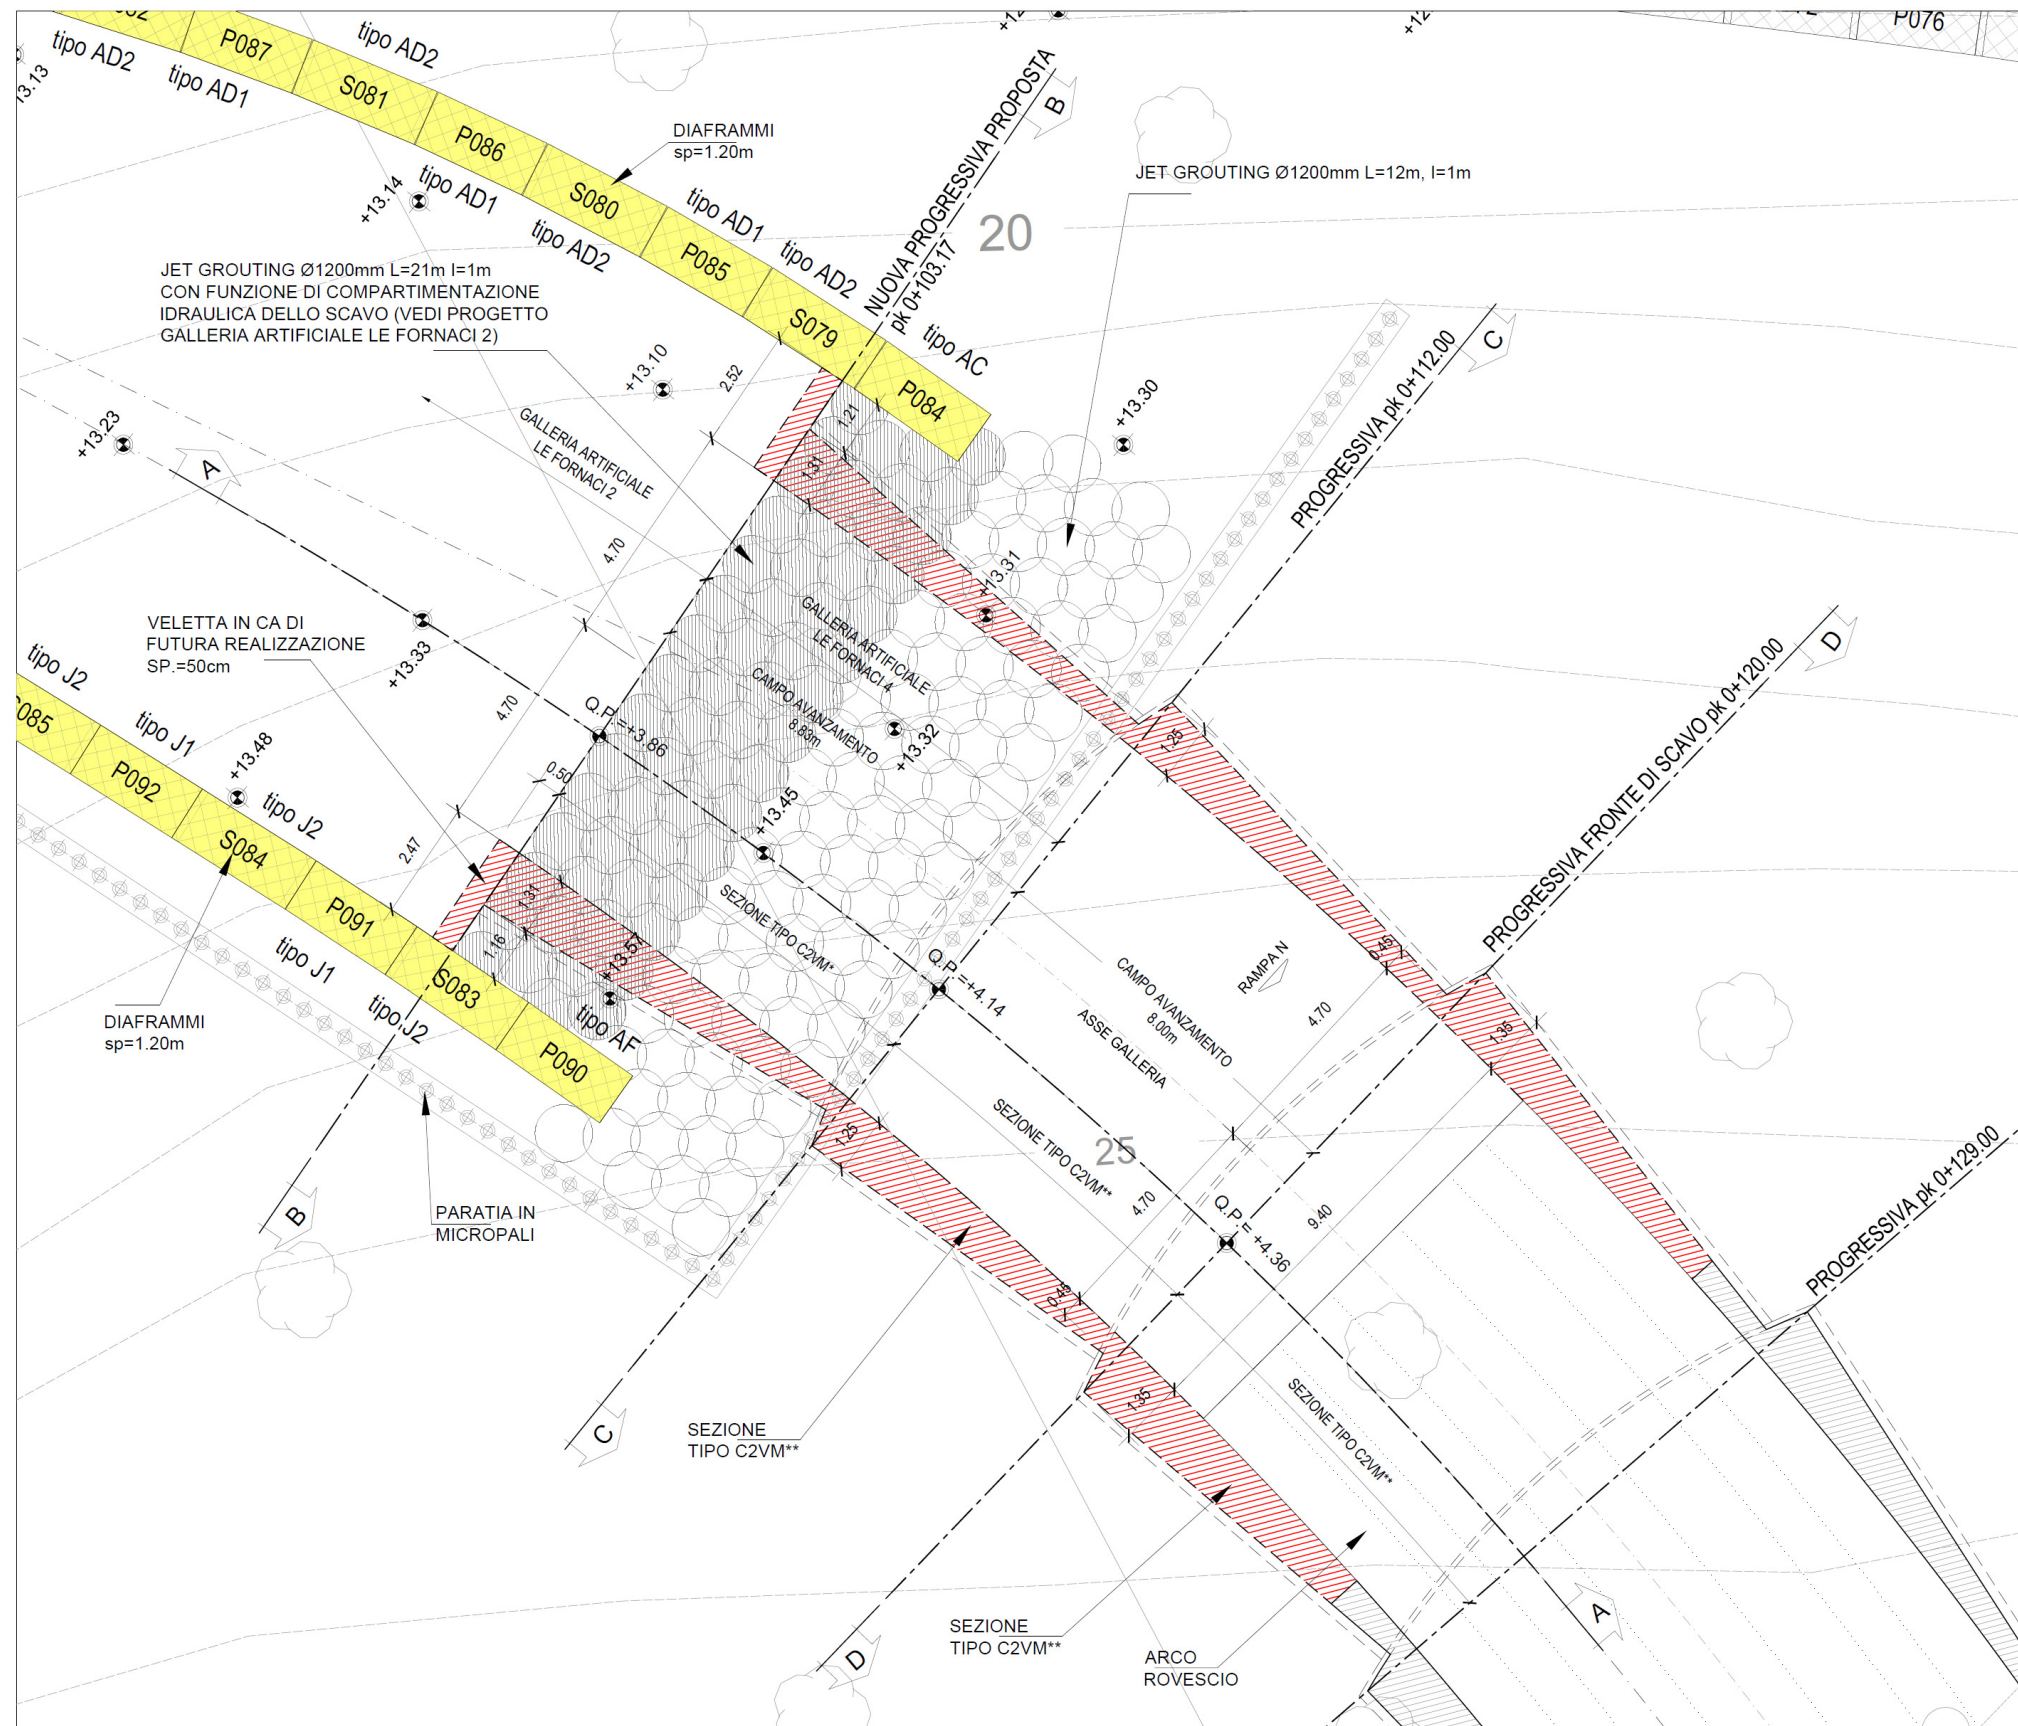 P087
S081
P086
S080
P085
S079
P084
tipo AD2
tipo AD1
tipo AD2
tipo AD1
tipo AD2
tipo AD1
tipo AD2
tipo AC
P076
+13.14
DIAFRAMMI
sp=1.20m
NUOVA PROGRESSIVA PROPOSTA
pk 0+103.17
B
20
JET GROUTING Ø1200mm L=12m, I=1m
JET GROUTING Ø1200mm L=21m I=1m
CON FUNZIONE DI COMPARTIMENTAZIONE
IDRAULICA DELLO SCAVO (VEDI PROGETTO
GALLERIA ARTIFICIALE LE FORNACI 2)
+13.10
2.52
1.21
1.31
+13.30
PROGRESSIVA pk 0+112.00
C
+13.23
A
GALLERIA ARTIFICIALE
LE FORNACI 2
4.70
+13.31
GALLERIA ARTIFICIALE
LE FORNACI 4
CAMPO AVANZAMENTO
8.83m
+13.32
VELETTA IN CA DI
FUTURA REALIZZAZIONE
SP.=50cm
+13.33
4.70
Q.P.=+3.86
0.50
+13.45
2.47
tipo J2
tipo J1
+13.48
tipo J2
P092
S084
P091
S083
P090
tipo J1
tipo J2
tipo AF
1.31
1.16
+13.57
SEZIONE TIPO C2VM*
Q.P.=+4.14
1.25
PROGRESSIVA FRONTE DI SCAVO pk 0+120.00
D
0.45
RAMPA N
CAMPO AVANZAMENTO
8.00m
ASSE GALLERIA
4.70
1.35
DIAFRAMMI
sp=1.20m
SEZIONE TIPO C2VM**
25
4.70
Q.P.= +4.36
9.40
PROGRESSIVA pk 0+129.00
1.25
B
PARATIA IN
MICROPALI
0.45
1.35
C
SEZIONE
TIPO C2VM**
SEZIONE TIPO C2VM**
A
SEZIONE
TIPO C2VM**
D
ARCO
ROVESCIO